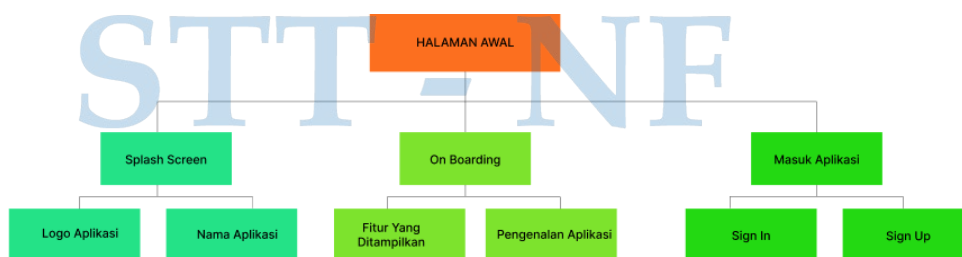 STT - NF
HALAMAN AWAL
Splash Screen
On Boarding
Masuk Aplikasi
Logo Aplikasi
Nama Aplikasi
Fitur Yang
Ditampilkan
Pengenalan Aplikasi
Sign In
Sign Up